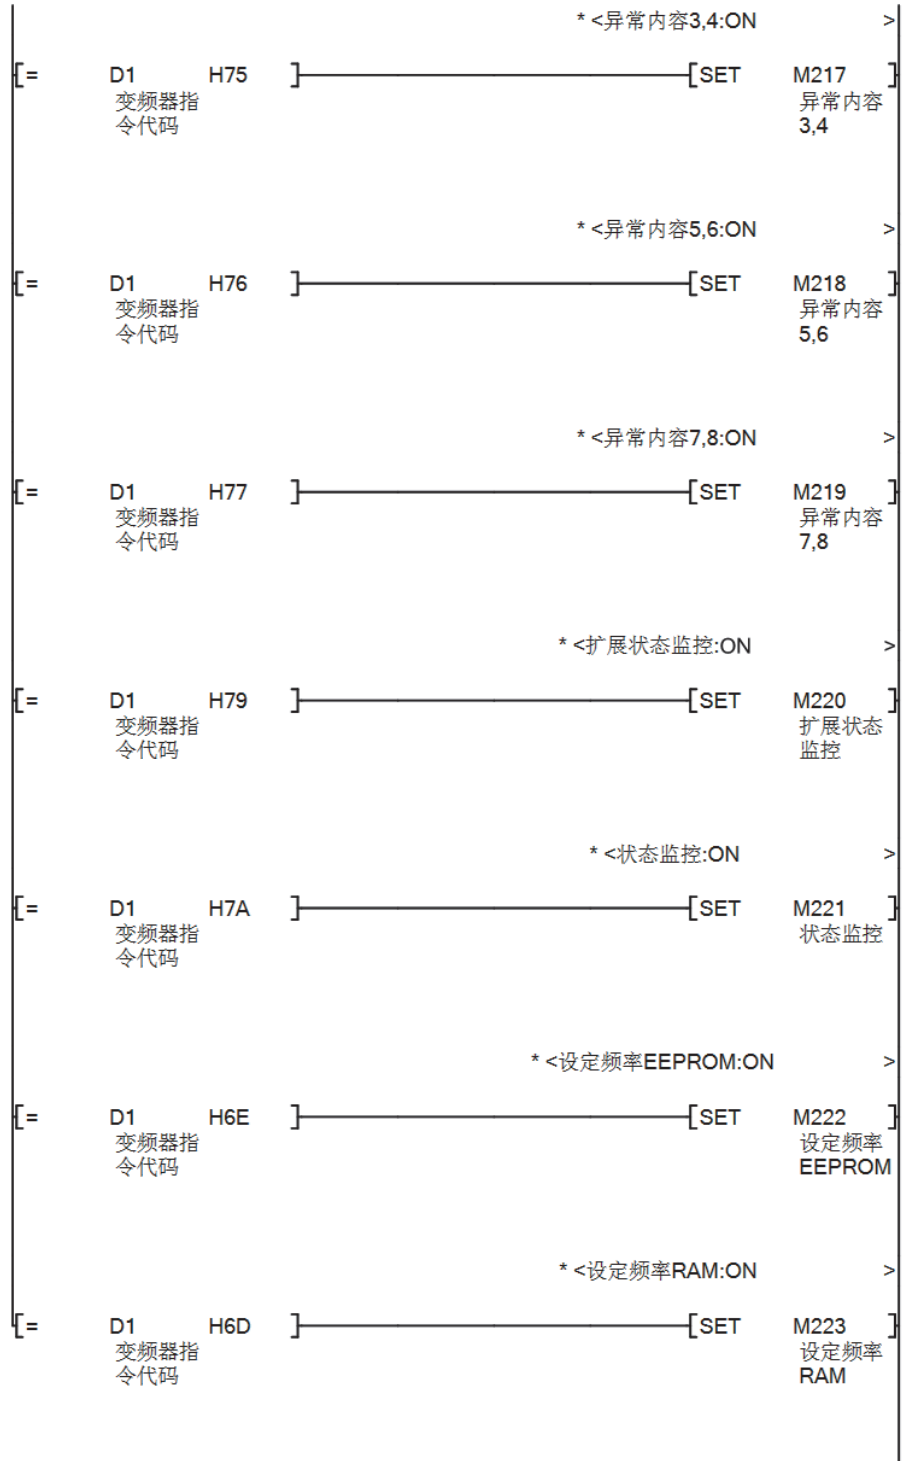 * <异常内容3,4:ON >
[= D1 H75 ] [SET M217 ]
变频器指 异常内容
令代码 3,4
* <异常内容5,6:ON >
[= D1 H76 ] [SET M218 ]
变频器指 异常内容
令代码 5,6
* <异常内容7,8:ON >
[= D1 H77 ] [SET M219 ]
变频器指 异常内容
令代码 7,8
* <扩展状态监控:ON >
[= D1 H79 ] [SET M220 ]
变频器指 扩展状态
令代码 监控
* <状态监控:ON >
[= D1 H7A ] [SET M221 ]
变频器指 状态监控
令代码
* <设定频率EEPROM:ON >
[= D1 H6E ] [SET M222 ]
变频器指 设定频率
令代码 EEPROM
* <设定频率RAM:ON >
[= D1 H6D ] [SET M223 ]
变频器指 设定频率
令代码 RAM